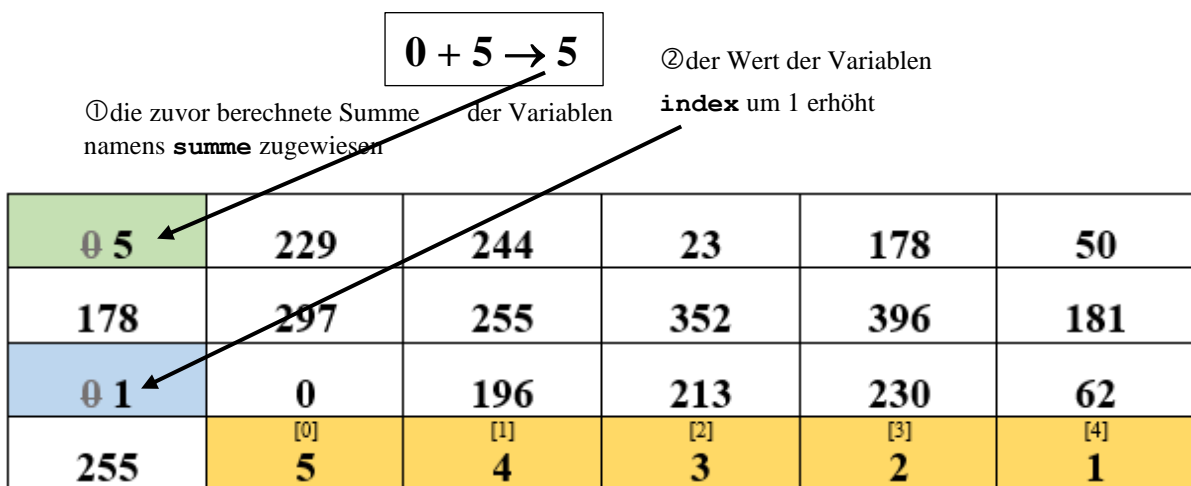 0 + 5 → 5
①die zuvor berechnete Summe der Variablen
namens summe zugewiesen
②der Wert der Variablen
index um 1 erhöht
0 5 229 244 23 178 50
178 297 255 352 396 181
0 1 0 196 213 230 62
[0] [1] [2] [3] [4]
255 5 4 3 2 1